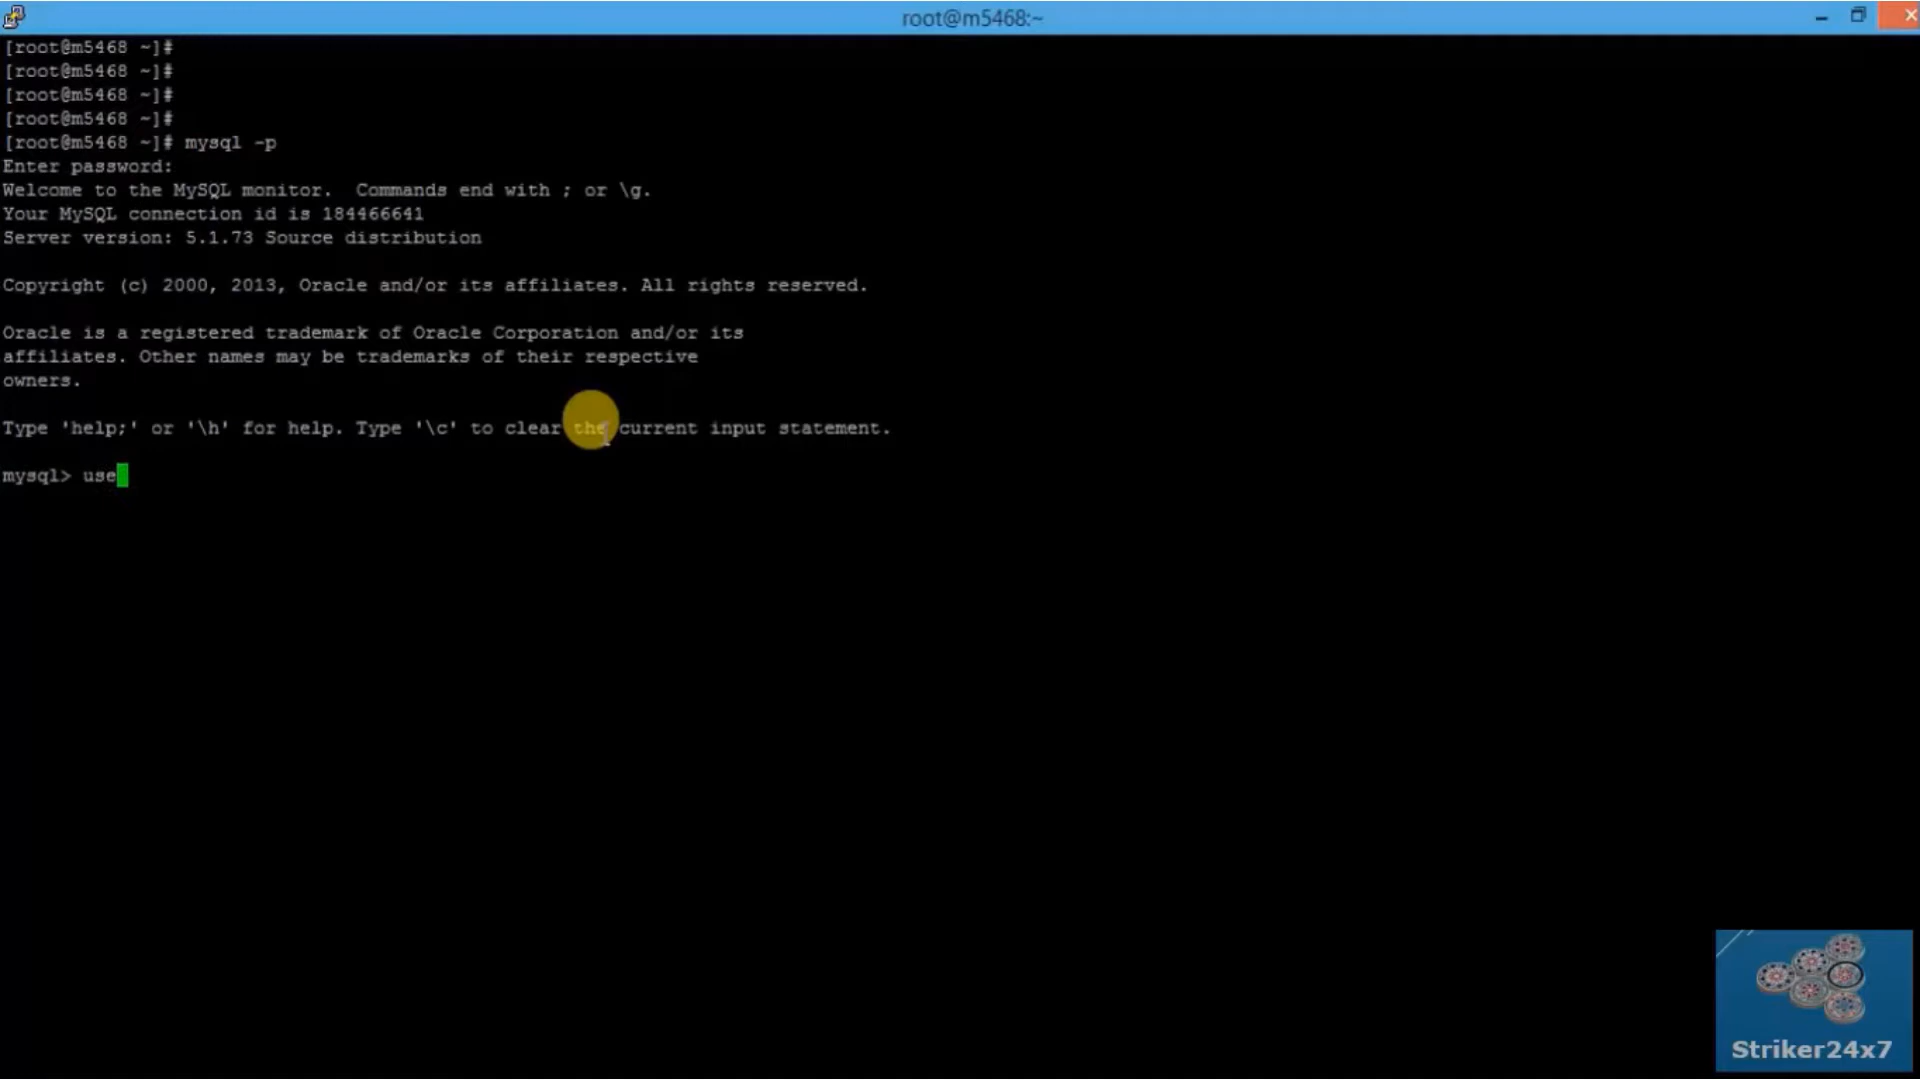 root@m5468:~
[root@m5468 ~]#
[root@m5468 ~]#
[root@m5468 ~]#
[root@m5468 ~]#
[root@m5468 ~]# mysql -p
Enter password:
Welcome to the MySQL monitor.  Commands end with ; or \g.
Your MySQL connection id is 184466641
Server version: 5.1.73 Source distribution
Copyright (c) 2000, 2013, Oracle and/or its affiliates. All rights reserved.
Oracle is a registered trademark of Oracle Corporation and/or its
affiliates. Other names may be trademarks of their respective
owners.
Type 'help;' or '\h' for help. Type '\c' to clear the current input statement.
mysql> use
Striker24x7